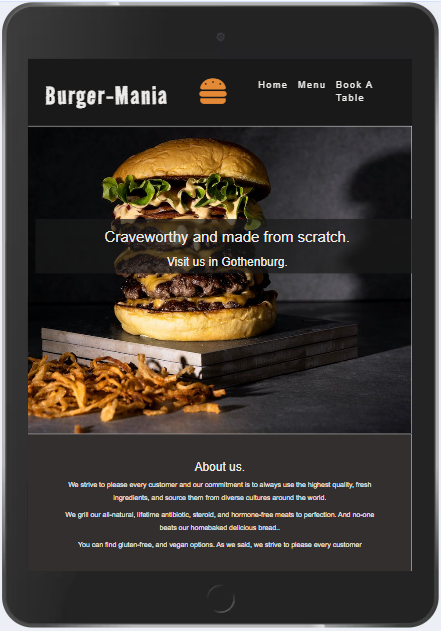 Burger-Mania
Home Menu Book A
Table
Craveworthy and made from scratch.
Visit us in Gothenburg.
About us.
We strive to please every customer and our commitment is to always use the highest quality, fresh
ingredients, and source them from diverse cultures around the world.
We grill our all-natural, lifetime antibiotic, steroid, and hormone-free meats to perfection. And no-one
beats our homebaked delicious bread..
You can find gluten-free, and vegan options. As we said, we strive to please every customer